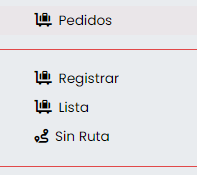 Pedidos
Registrar
Lista
Sin Ruta